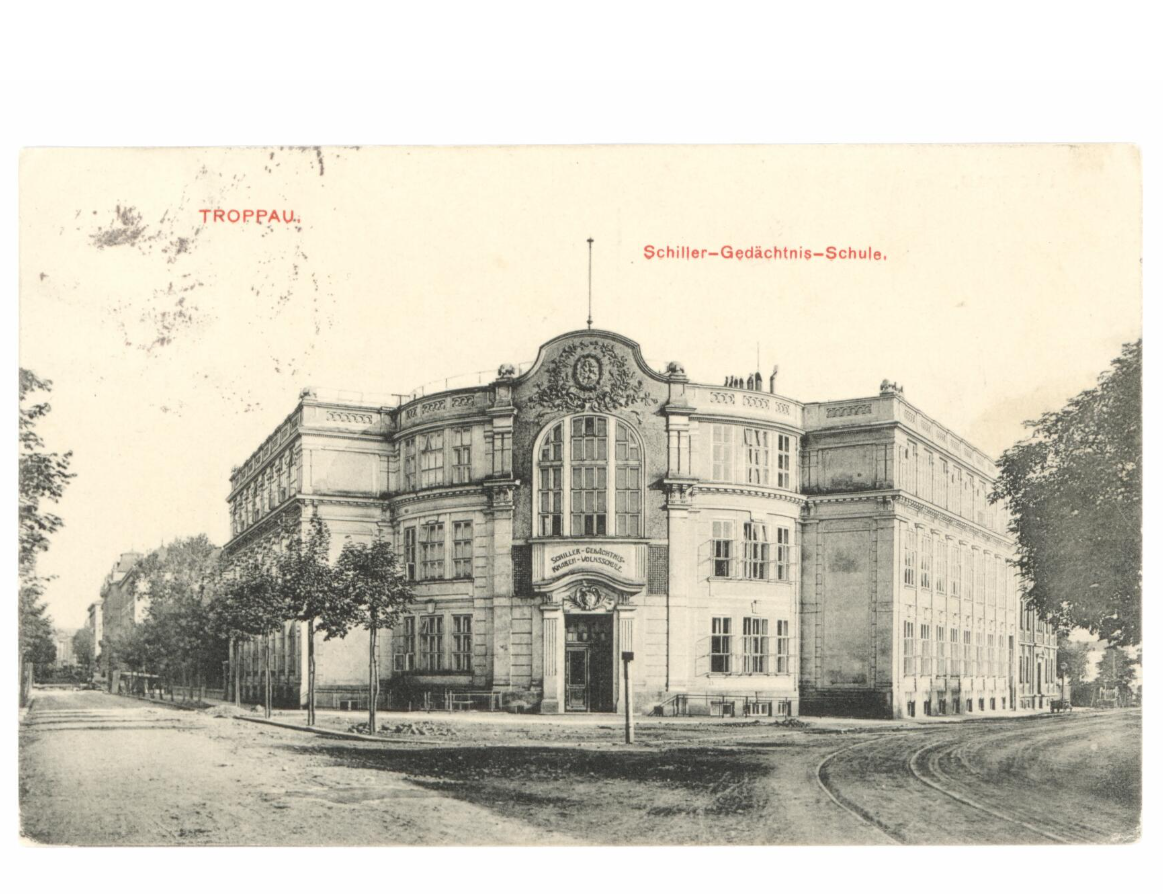 TROPPAU.
Schiller-Gedächtnis-Schule.
SCHILLER-GEDÄCHTNIS-
KNABEN-VOLKSSCHULE.